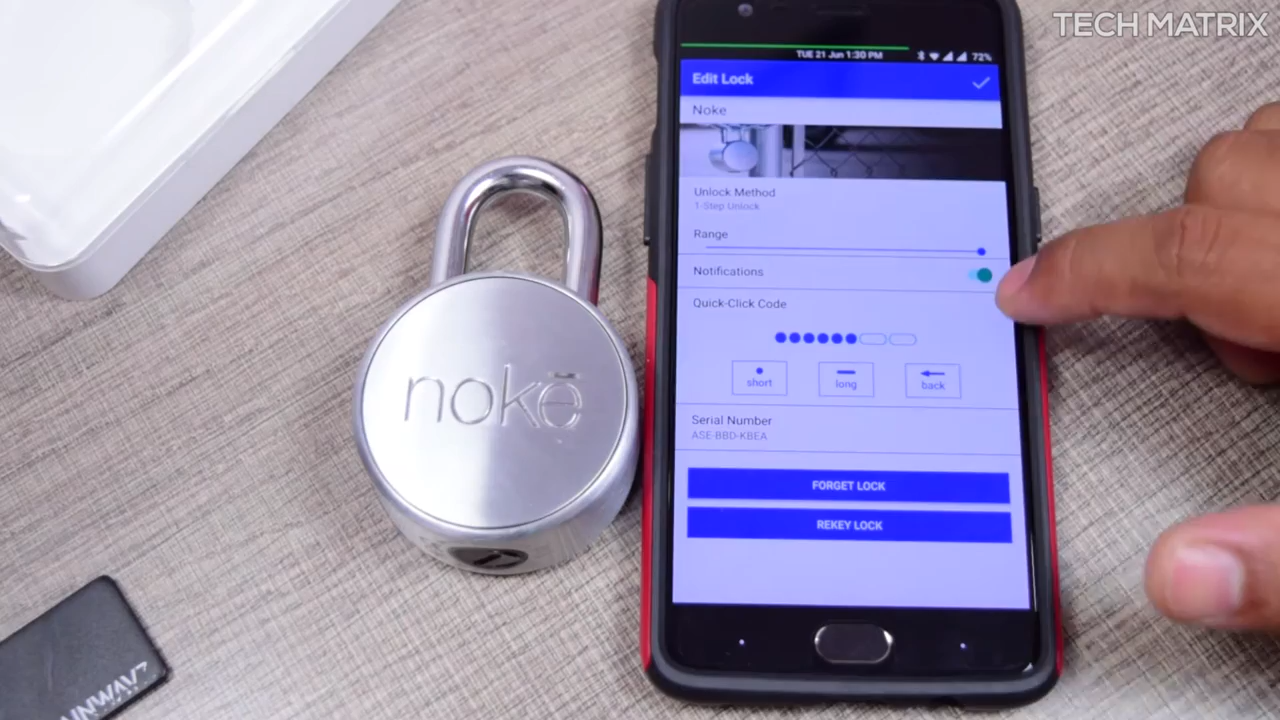 TECH MATRIX
TUE 21 Jun 1:30 PM
72%
Edit Lock
Noke
Unlock Method
1-Step Unlock
Range
Notifications
Quick-Click Code
short
long
back
Serial Number
ASE-BBD-KBEA
FORGET LOCK
REKEY LOCK
nokē